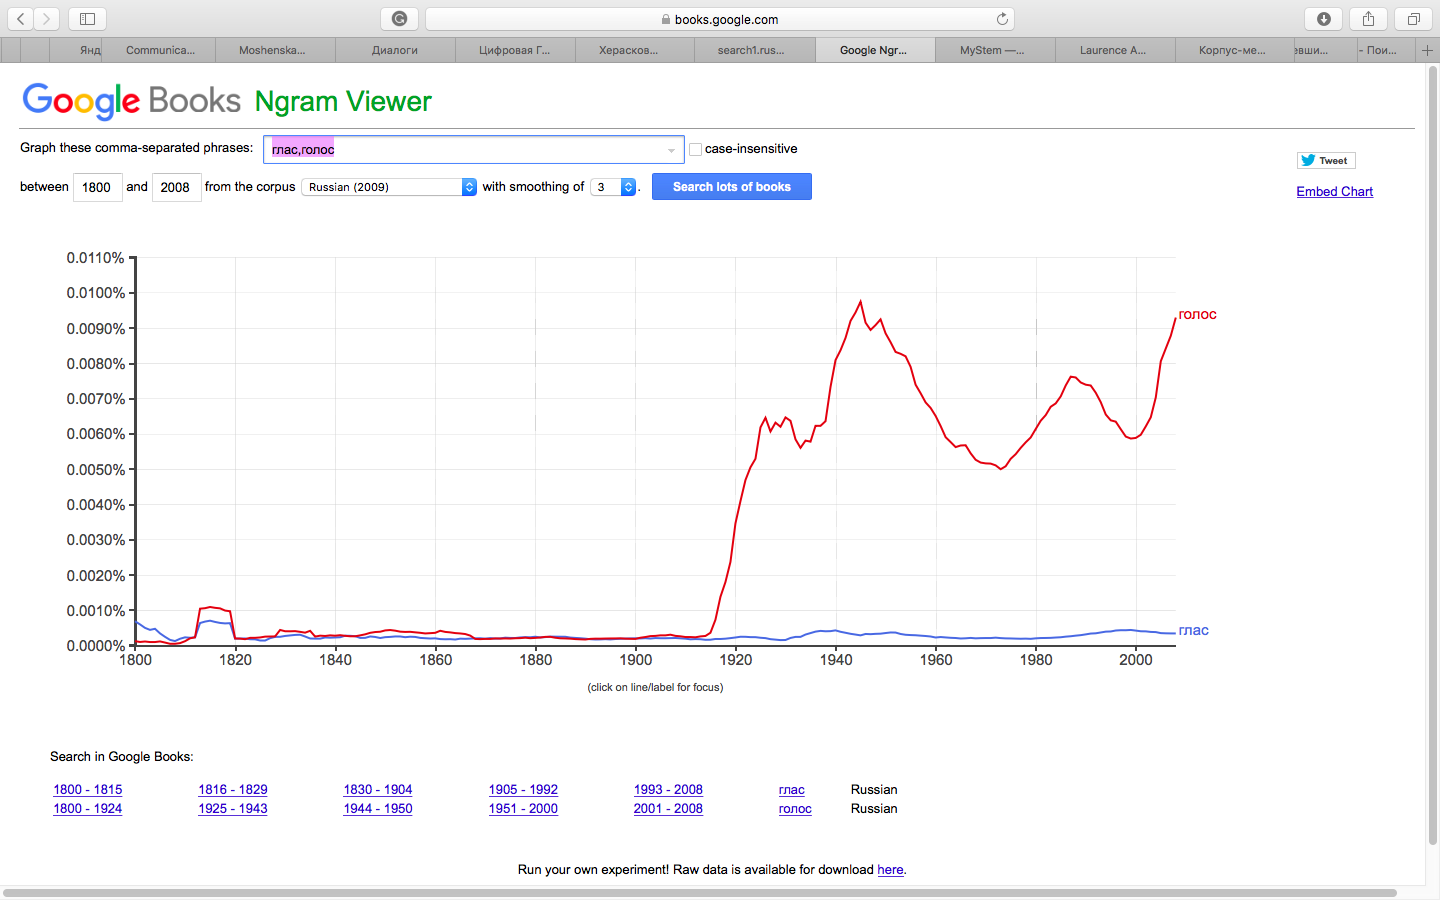 books.google.com
Янд Communica... Moshenska... Диалоги Цифровая Г... Херасков... search1.rus... Google Ngr... MyStem —... Laurence A... Корпус-ме... евши... - Пои...
Google Books Ngram Viewer
Graph these comma-separated phrases: глас,голос case-insensitive
Tweet
between 1800 and 2008 from the corpus Russian (2009) with smoothing of 3 . Search lots of books
Embed Chart
0.0110%
0.0100%
0.0090%
0.0080%
0.0070%
0.0060%
0.0050%
0.0040%
0.0030%
0.0020%
0.0010%
0.0000%
голос
глас
1800 1820 1840 1860 1880 1900 1920 1940 1960 1980 2000
(click on line/label for focus)
Search in Google Books:
1800 - 1815 1816 - 1829 1830 - 1904 1905 - 1992 1993 - 2008 глас Russian
1800 - 1924 1925 - 1943 1944 - 1950 1951 - 2000 2001 - 2008 голос Russian
Run your own experiment! Raw data is available for download here.